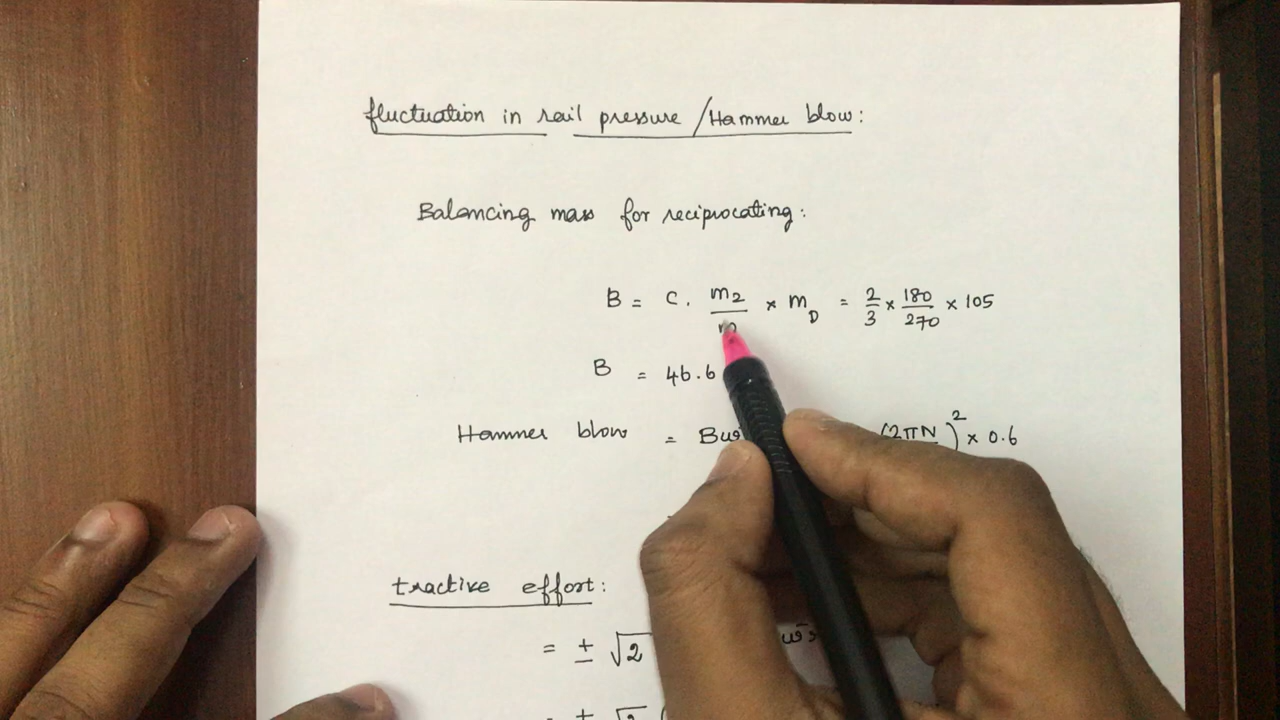 fluctuation in rail pressure / Hammer blow:
Balancing mass for reciprocating:
B = C. m2/m × mD = 2/3 × 180/270 × 105
B = 46.6
Hammer blow = Bω (2πN )² × 0.6
tractive effort:
= ± √2
= ± √2 (